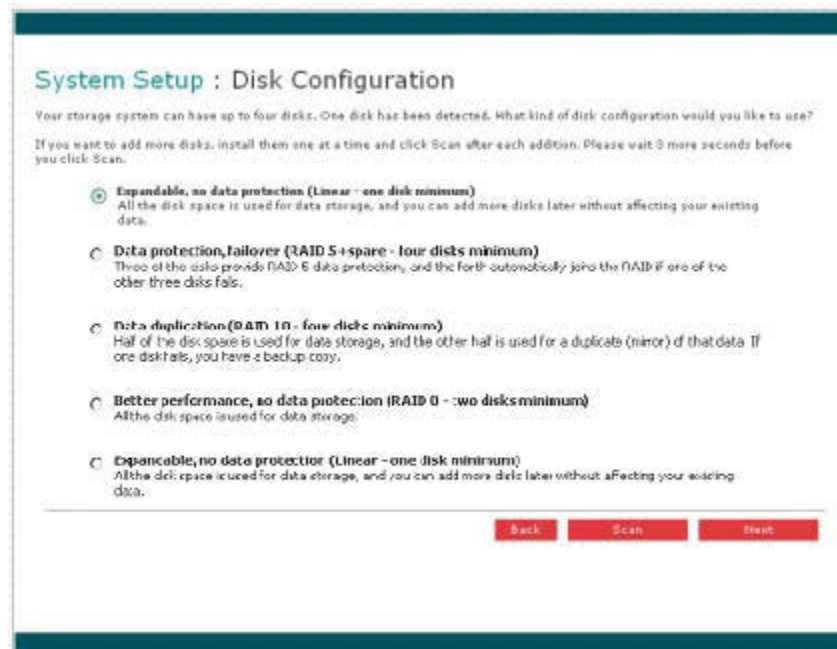 System Setup : Disk Configuration
Your storage system can have up to four disks. One disk has been detected. What kind of disk configuration would you like to use?
If you want to add more disks, install them one at a time and click Scan after each addition. Please wait 3 more seconds before
you click Scan.
Expandable, no data protection (Linear - one disk minimum)
All the disk space is used for data storage, and you can add more disks later without affecting your existing
data.
Data protection, failover (RAID 5+spare - four disks minimum)
Three of the disks provide RAID 5 data protection, and the forth automatically joins the RAID if one of the
other three disks fails.
Data duplication (RAID 10 - four disks minimum)
Half of the disk space is used for data storage, and the other half is used for a duplicate (mirror) of that data. If
one disk fails, you have a backup copy.
Better performance, no data protection (RAID 0 - two disks minimum)
All the disk space is used for data storage.
Expandable, no data protection (Linear - one disk minimum)
All the disk space is used for data storage, and you can add more disks later without affecting your existing
data.
Back Scan Next